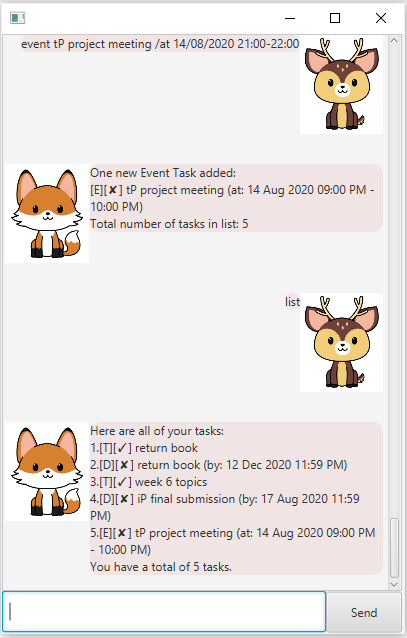 event tP project meeting /at 14/08/2020 21:00-22:00
One new Event Task added:
[E][✘] tP project meeting (at: 14 Aug 2020 09:00 PM -
10:00 PM)
Total number of tasks in list: 5
list
Here are all of your tasks:
1.[T][✓] return book
2.[D][✘] return book (by: 12 Dec 2020 11:59 PM)
3.[T][✓] week 6 topics
4.[D][✘] iP final submission (by: 17 Aug 2020 11:59
PM)
5.[E][✘] tP project meeting (at: 14 Aug 2020 09:00 PM
- 10:00 PM)
You have a total of 5 tasks.
Send